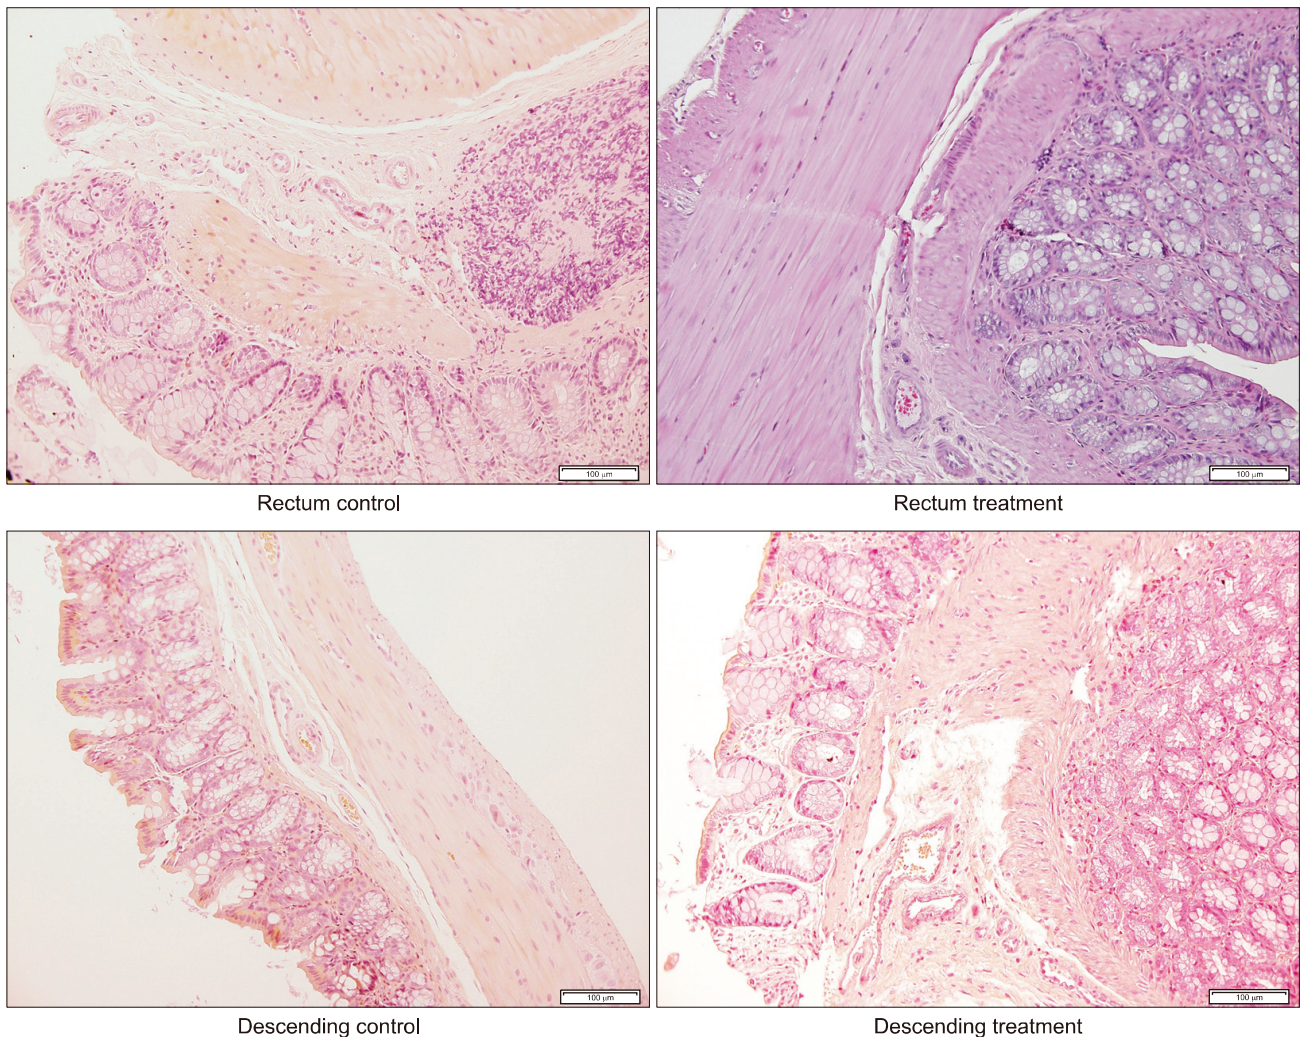 100 µm
100 µm
Rectum control
Rectum treatment
100 µm
100 µm
Descending control
Descending treatment